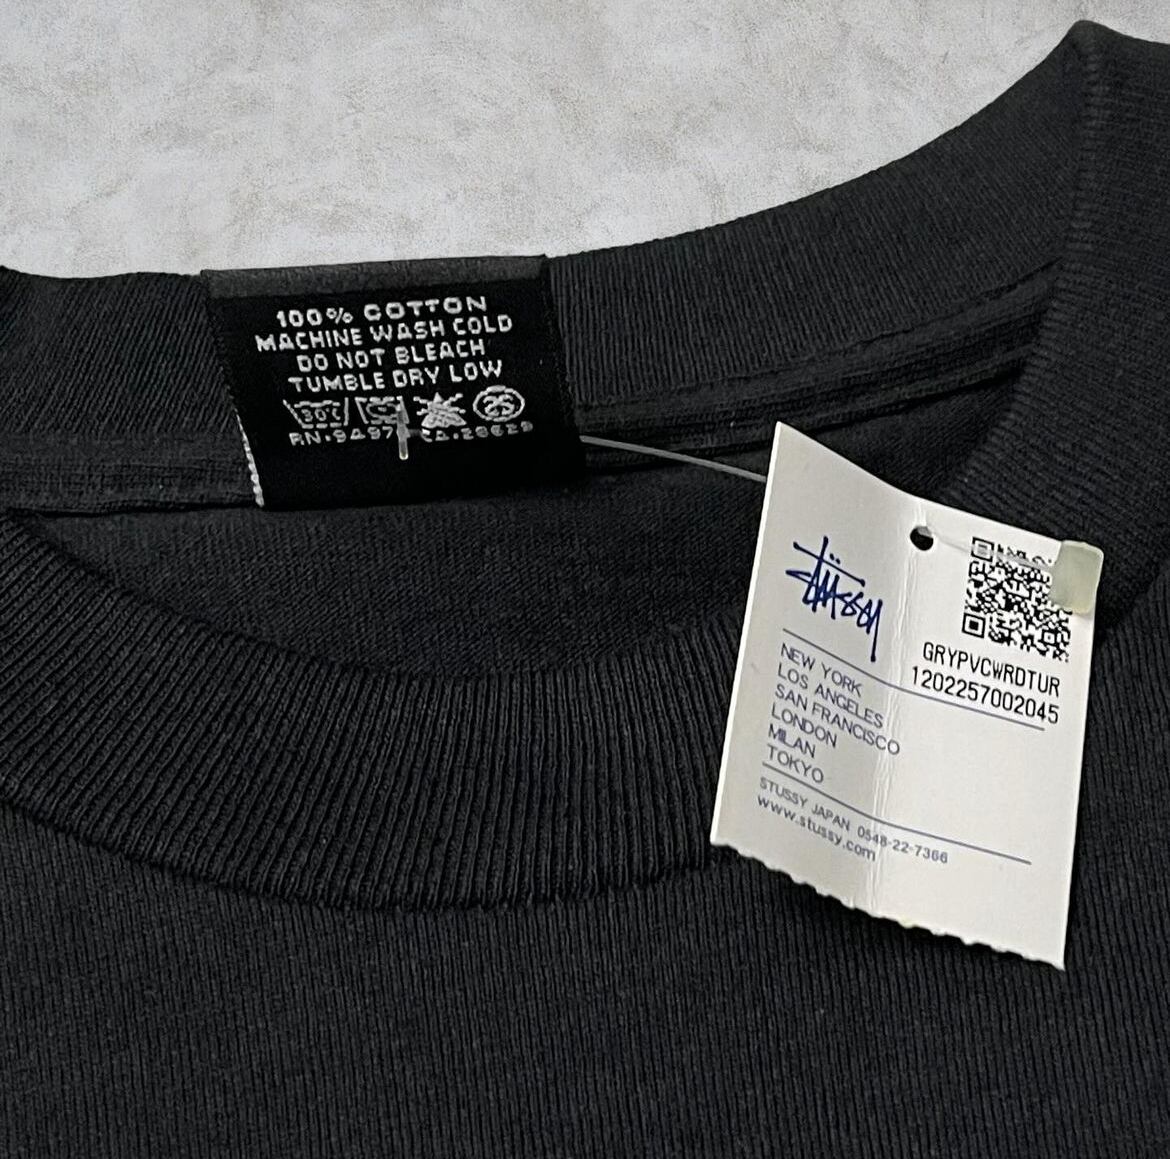 100% COTTON
MACHINE WASH COLD
DO NOT BLEACH
TUMBLE DRY LOW
30℃
STÜSSY
GRYPVCWRDTUR
1202257002045
NEW YORK
LOS ANGELES
SAN FRANCISCO
LONDON
MILAN
TOKYO
STUSSY JAPAN 0548-22-7366
www.stussy.com